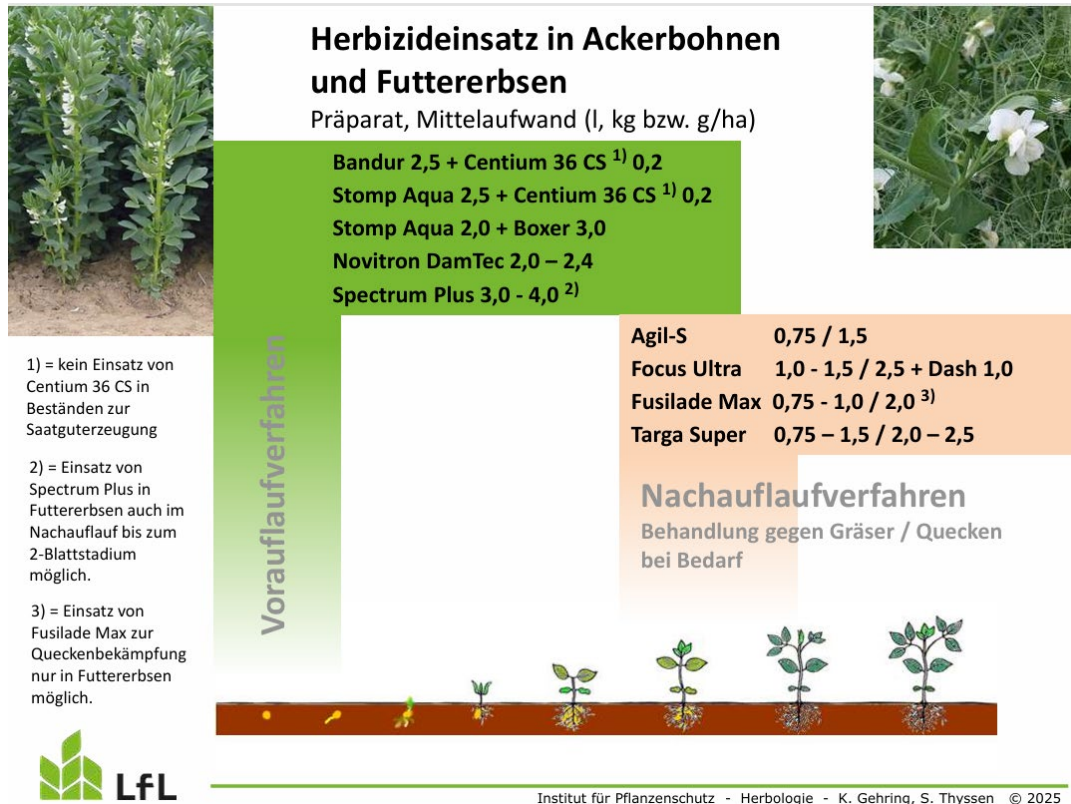 Herbizideinsatz in Ackerbohnen
und Futtererbsen
Präparat, Mittelaufwand (l, kg bzw. g/ha)
Bandur 2,5 + Centium 36 CS 1) 0,2
Stomp Aqua 2,5 + Centium 36 CS 1) 0,2
Stomp Aqua 2,0 + Boxer 3,0
Novitron DamTec 2,0 – 2,4
Spectrum Plus 3,0 - 4,0 2)
Vorauflaufverfahren
Agil-S 0,75 / 1,5
Focus Ultra 1,0 - 1,5 / 2,5 + Dash 1,0
Fusilade Max 0,75 - 1,0 / 2,0 3)
Targa Super 0,75 – 1,5 / 2,0 – 2,5
Nachauflaufverfahren
Behandlung gegen Gräser / Quecken
bei Bedarf
1) = kein Einsatz von
Centium 36 CS in
Beständen zur
Saatguterzeugung
2) = Einsatz von
Spectrum Plus in
Futtererbsen auch im
Nachauflauf bis zum
2-Blattstadium
möglich.
3) = Einsatz von
Fusilade Max zur
Queckenbekämpfung
nur in Futtererbsen
möglich.
LfL
Institut für Pflanzenschutz - Herbologie - K. Gehring, S. Thyssen © 2025